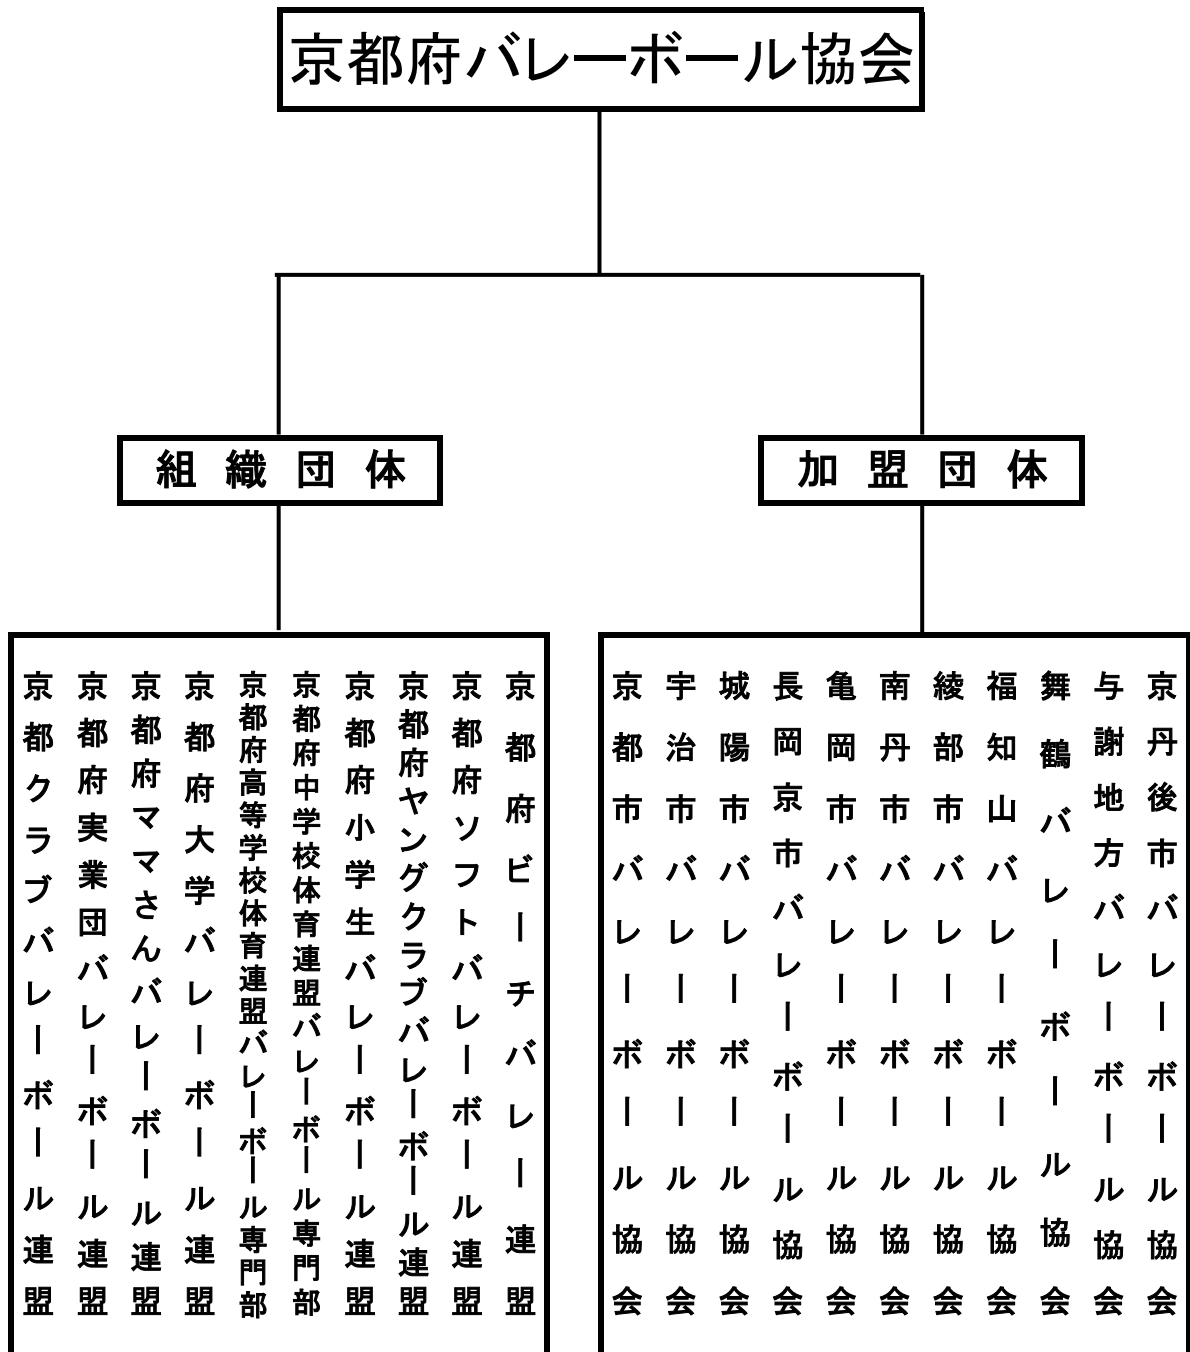 京都府バレーボール協会
組織団体
加盟団体
京都クラブバレーボール連盟
京都府実業団バレーボール連盟
京都府ママさんバレーボール連盟
京都府大学バレーボール連盟
京都府高等学校体育連盟バレーボール専門部
京都府中学校体育連盟バレーボール専門部
京都府小学生バレーボール連盟
京都府ヤングクラブバレーボール連盟
京都府ソフトバレーボール連盟
京都府ビーチバレー連盟
京都市バレーボール協会
宇治市バレーボール協会
城陽市バレーボール協会
長岡京市バレーボール協会
亀岡市バレーボール協会
南丹市バレーボール協会
綾部市バレーボール協会
福知山バレーボール協会
舞鶴バレーボール協会
与謝地方バレーボール協会
京丹後市バレーボール協会